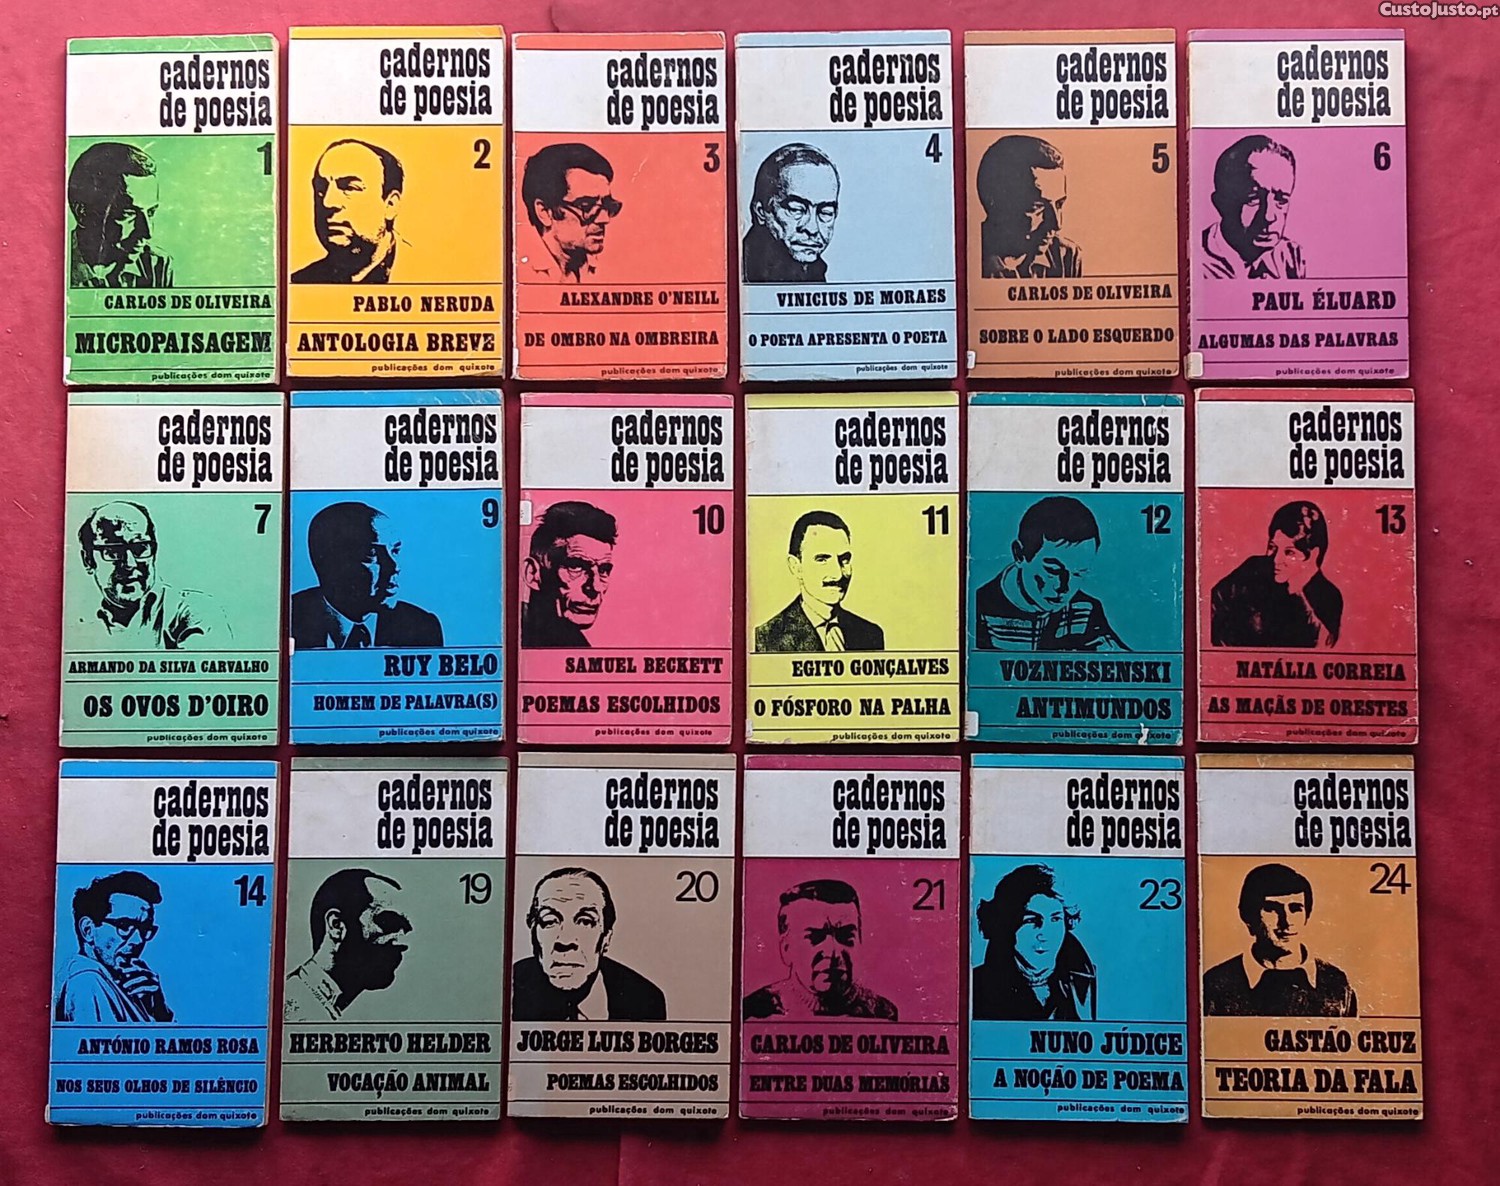 CustoJusto.pt
cadernos
de poesia
1
CARLOS DE OLIVEIRA
MICROPAISAGEM
publicações dom quixote
cadernos
de poesia
2
PABLO NERUDA
ANTOLOGIA BREVE
publicações dom quixote
cadernos
de poesia
3
ALEXANDRE O'NEILL
DE OMBRO NA OMBREIRA
publicações dom quixote
cadernos
de poesia
4
VINICIUS DE MORAES
O POETA APRESENTA O POETA
publicações dom quixote
cadernos
de poesia
5
CARLOS DE OLIVEIRA
SOBRE O LADO ESQUERDO
publicações dom quixote
cadernos
de poesia
6
PAUL ÉLUARD
ALGUMAS DAS PALAVRAS
publicações dom quixote
cadernos
de poesia
7
ARMANDO DA SILVA CARVALHO
OS OVOS D'OIRO
publicações dom quixote
cadernos
de poesia
9
RUY BELO
HOMEM DE PALAVRA(S)
publicações dom quixote
cadernos
de poesia
10
SAMUEL BECKETT
POEMAS ESCOLHIDOS
publicações dom quixote
cadernos
de poesia
11
EGITO GONÇALVES
O FÓSFORO NA PALHA
publicações dom quixote
cadernos
de poesia
12
VOZNESSENSKI
ANTIMUNDOS
publicações dom quixote
cadernos
de poesia
13
NATÁLIA CORREIA
AS MAÇÃS DE ORESTES
publicações dom quixote
cadernos
de poesia
14
ANTÓNIO RAMOS ROSA
NOS SEUS OLHOS DE SILÊNCIO
publicações dom quixote
cadernos
de poesia
19
HERBERTO HELDER
VOCAÇÃO ANIMAL
publicações dom quixote
cadernos
de poesia
20
JORGE LUIS BORGES
POEMAS ESCOLHIDOS
publicações dom quixote
cadernos
de poesia
21
CARLOS DE OLIVEIRA
ENTRE DUAS MEMÓRIAS
publicações dom quixote
cadernos
de poesia
23
NUNO JÚDICE
A NOÇÃO DE POEMA
publicações dom quixote
cadernos
de poesia
24
GASTÃO CRUZ
TEORIA DA FALA
publicações dom quixote